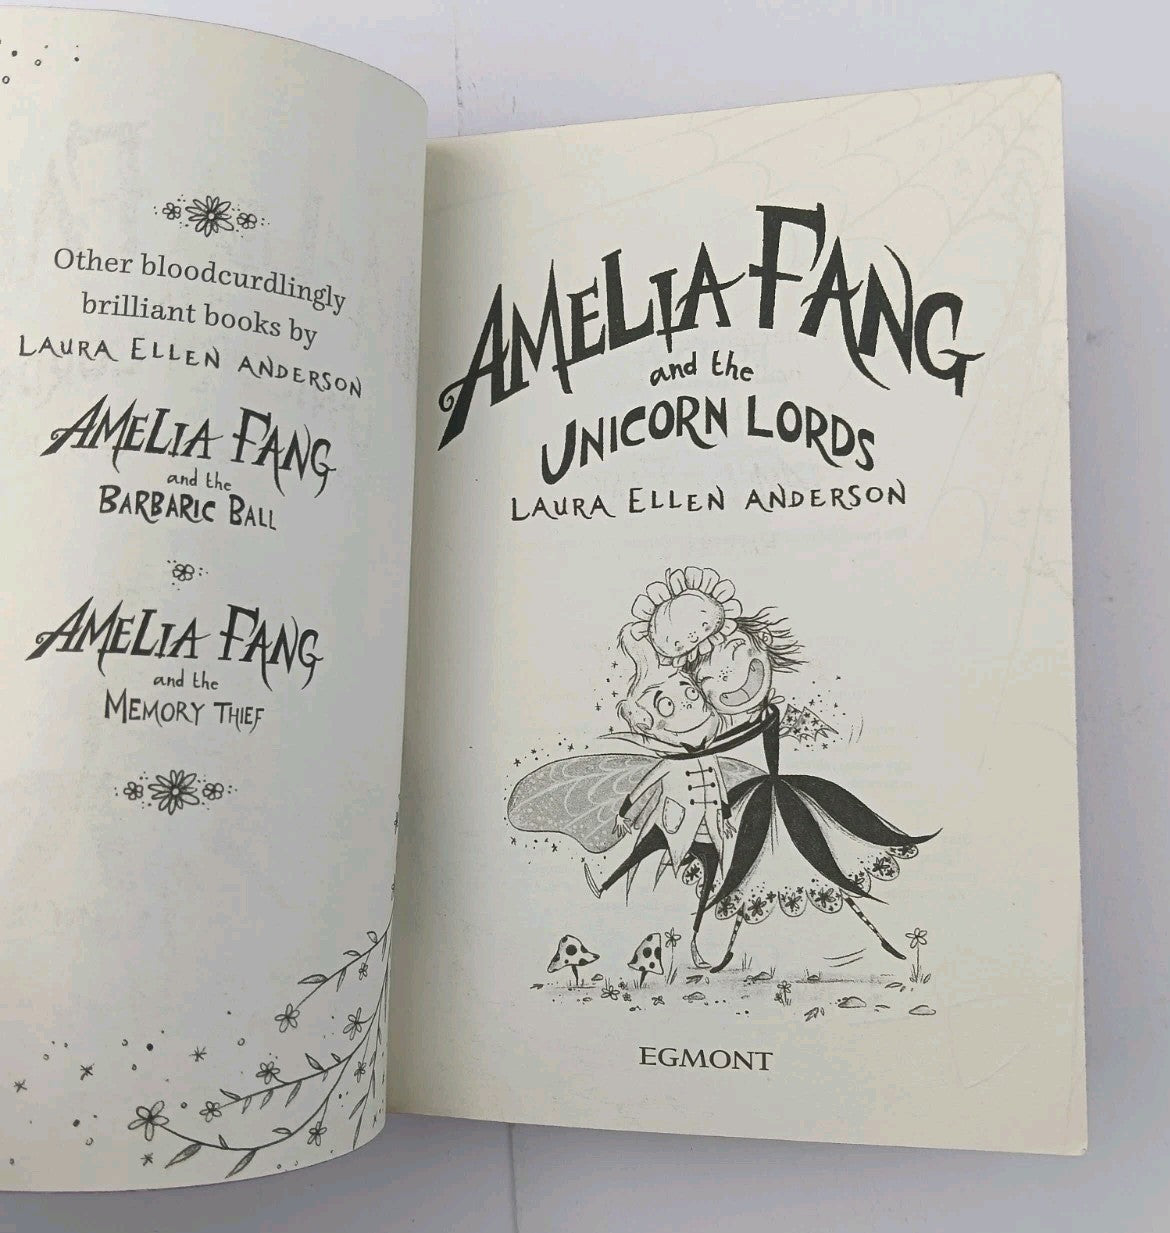 Other bloodcurdlingly
brilliant books by
LAURA ELLEN ANDERSON
AMELIA FANG
and the
BARBARIC BALL
AMELIA FANG
and the
MEMORY THIEF
AMELIA FANG
and the
UNICORN LORDS
LAURA ELLEN ANDERSON
EGMONT